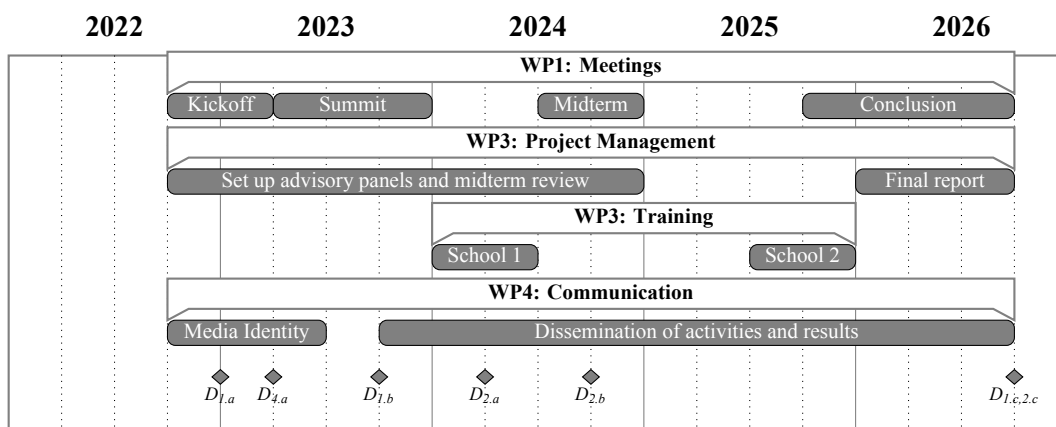 2022 2023 2024 2025 2026
WP1: Meetings
Kickoff Summit Midterm Conclusion
WP3: Project Management
Set up advisory panels and midterm review Final report
WP3: Training
School 1 School 2
WP4: Communication
Media Identity Dissemination of activities and results
D1.a D4.a D1.b D2.a D2.b D1.c,2.c